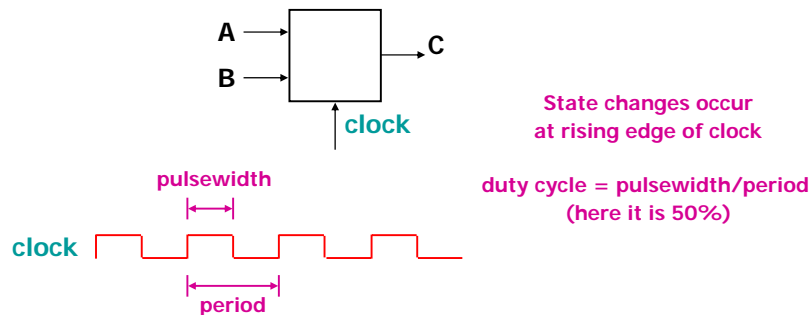 A
C
B
clock
State changes occur
at rising edge of clock
pulsewidth
duty cycle = pulsewidth/period
(here it is 50%)
clock
period